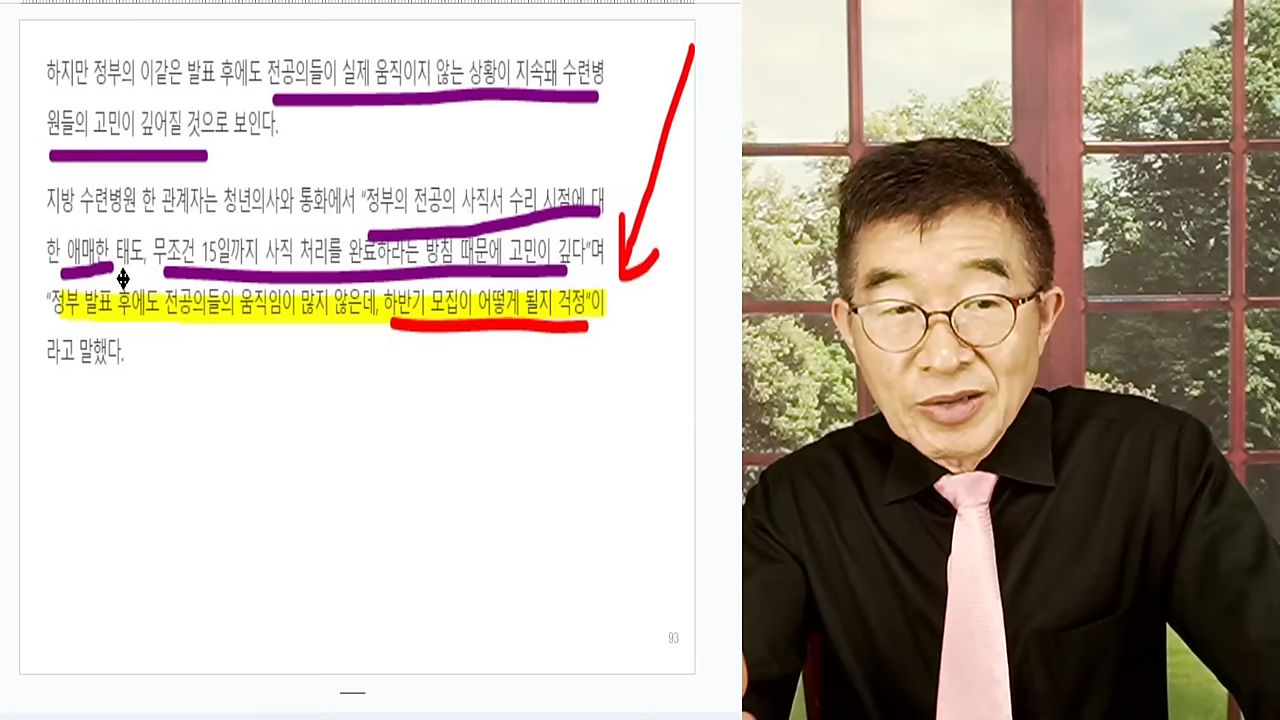 하지만 정부의 이같은 발표 후에도 전공의들이 실제 움직이지 않는 상황이 지속돼 수련병
원들의 고민이 깊어질 것으로 보인다.
지방 수련병원 한 관계자는 청년의사와 통화에서 “정부의 전공의 사직서 수리 시점에 대
한 애매한 태도, 무조건 15일까지 사직 처리를 완료하라는 방침 때문에 고민이 깊다”며
“정부 발표 후에도 전공의들의 움직임이 많지 않은데, 하반기 모집이 어떻게 될지 걱정”이
라고 말했다.
93